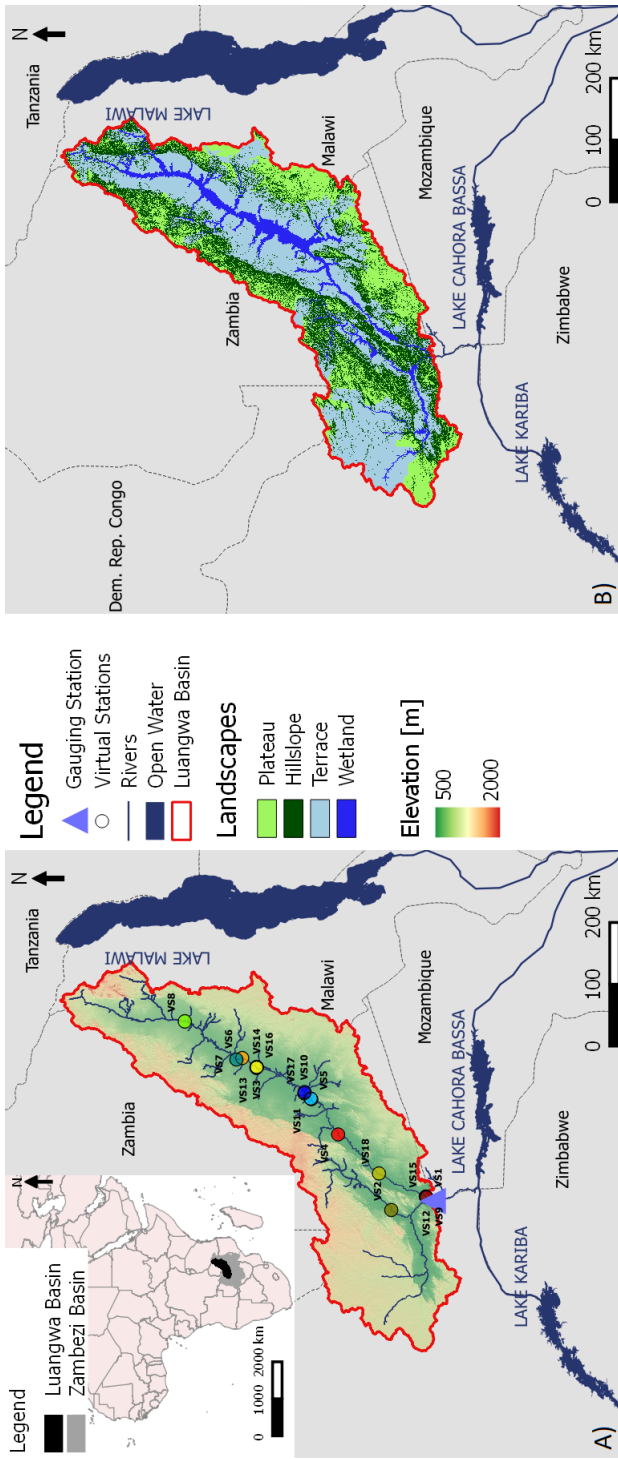 Legend
Luangwa Basin
Zambezi Basin
0 1000 2000 km
N
N
Tanzania
Zambia
LAKE MALAWI
Malawi
Mozambique
LAKE CAHORA BASSA
LAKE KARIBA
Zimbabwe
VS8
VS7
VS6
VS13
VS14
VS3
VS16
VS17
VS10
VS11
VS5
VS4
VS18
VS2
VS15
VS1
VS12
VS9
0 100 200 km
A)
Legend
Gauging Station
Virtual Stations
Rivers
Open Water
Luangwa Basin
Landscapes
Plateau
Hillslope
Terrace
Wetland
Elevation [m]
500
2000
N
Tanzania
Dem. Rep. Congo
Zambia
LAKE MALAWI
Malawi
Mozambique
LAKE CAHORA BASSA
LAKE KARIBA
Zimbabwe
0 100 200 km
B)